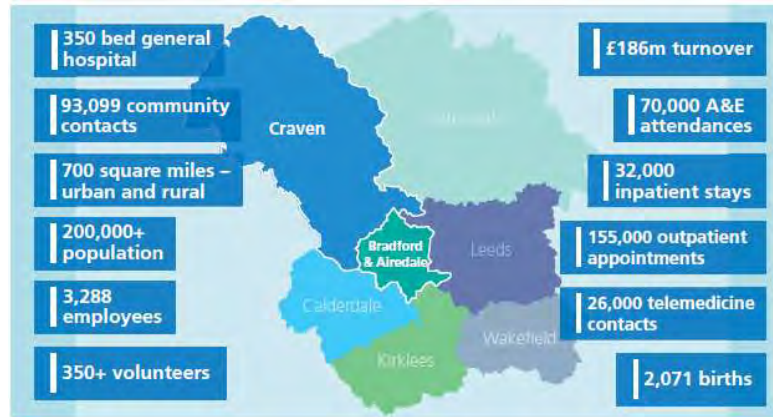 350 bed general
hospital
93,099 community
contacts
700 square miles –
urban and rural
200,000+
population
3,288
employees
350+ volunteers
Craven
Bradford
& Airedale
Leeds
Calderdale
Kirklees
Wakefield
£186m turnover
70,000 A&E
attendances
32,000
inpatient stays
155,000 outpatient
appointments
26,000 telemedicine
contacts
2,071 births